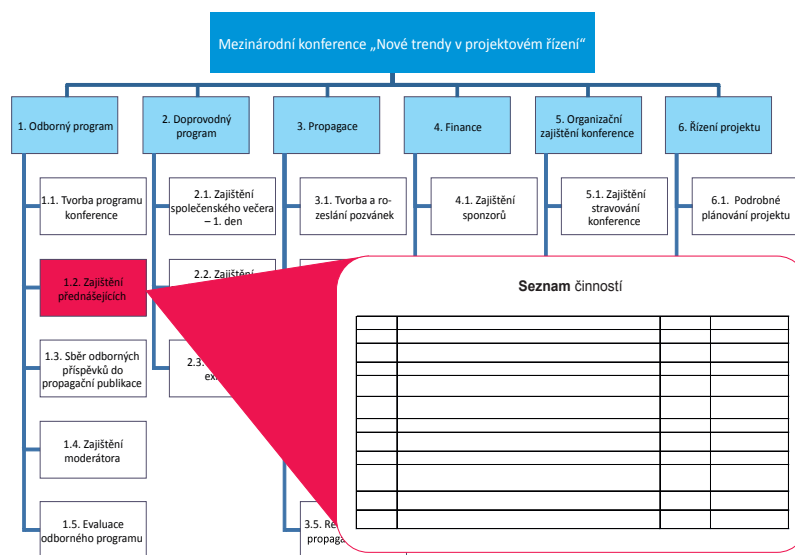 Mezinárodní konference „Nové trendy v projektovém řízení“
1. Odborný program
2. Doprovodný
program
3. Propagace
4. Finance
5. Organizační
zajištění konference
6. Řízení projektu
1.1. Tvorba programu
konference
2.1. Zajištění
společenského večera
– 1. den
3.1. Tvorba a ro-
zeslání pozvánek
4.1. Zajištění
sponzorů
5.1. Zajištění
stravování
konference
6.1. Podrobné
plánování projektu
1.2. Zajištění
přednášejících
2.2. Zajištění
Seznam činností
1.3. Sběr odborných
příspěvků do
propagační publikace
2.3.
1.4. Zajištění
moderátora
1.5. Evaluace
odborného programu
3.5.